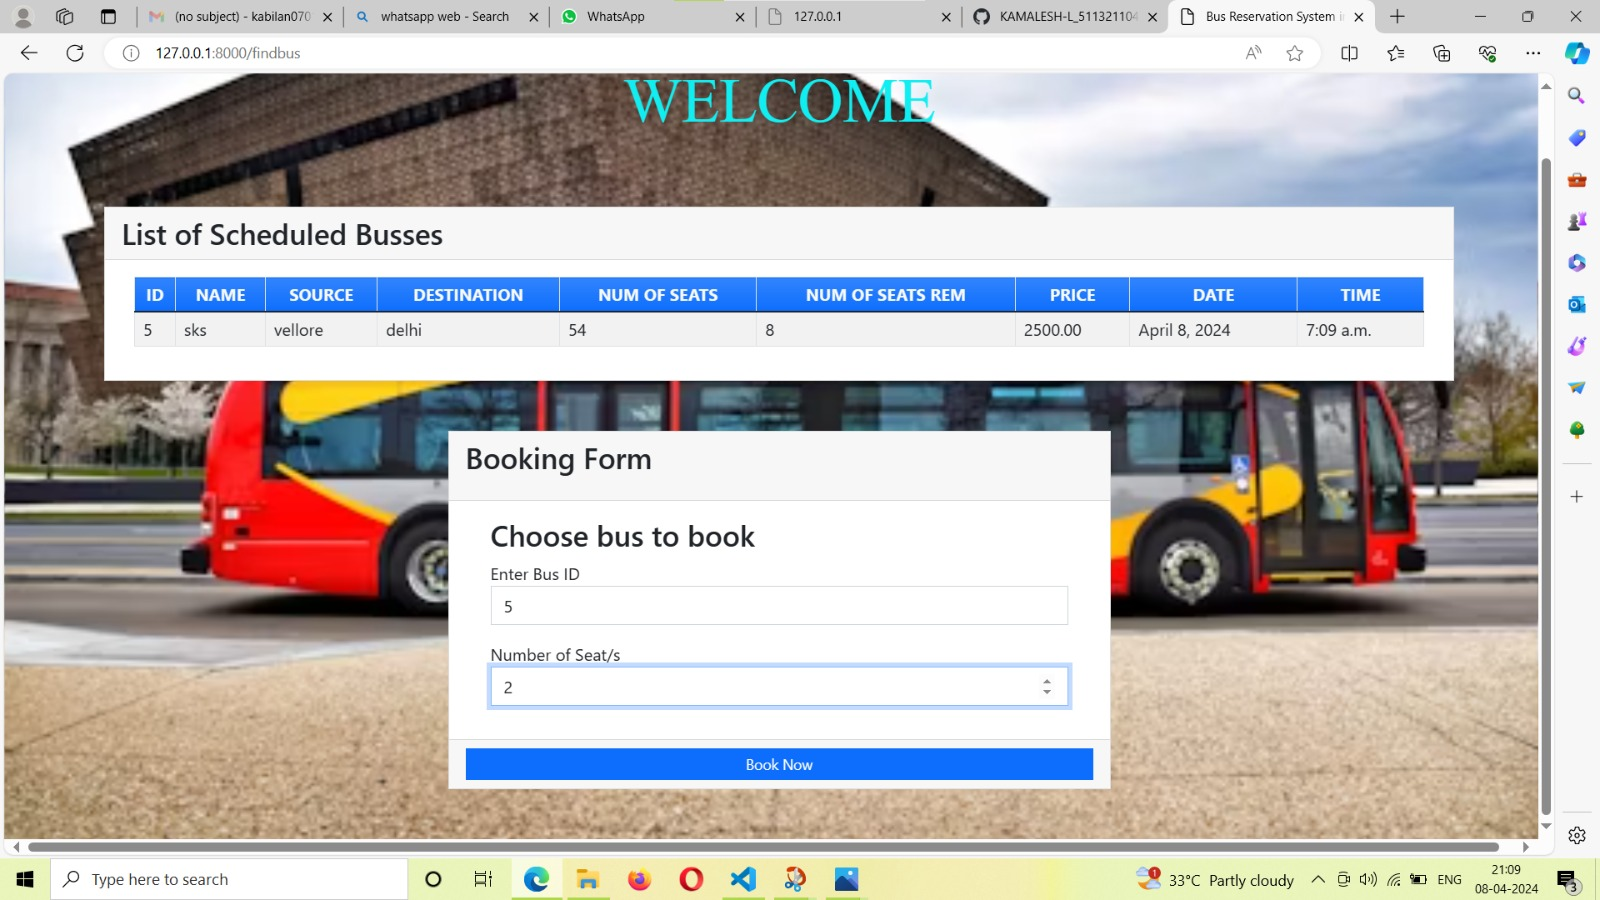 (no subject) - kabilan070
whatsapp web - Search
WhatsApp
127.0.0.1
KAMALESH-L_511321104
Bus Reservation System i
127.0.0.1:8000/findbus
WELCOME
List of Scheduled Busses
ID NAME SOURCE DESTINATION NUM OF SEATS NUM OF SEATS REM PRICE DATE TIME
5 sks vellore delhi 54 8 2500.00 April 8, 2024 7:09 a.m.
Booking Form
Choose bus to book
Enter Bus ID
5
Number of Seat/s
2
Book Now
Type here to search
1
33°C Partly cloudy
ENG
21:09
08-04-2024
3